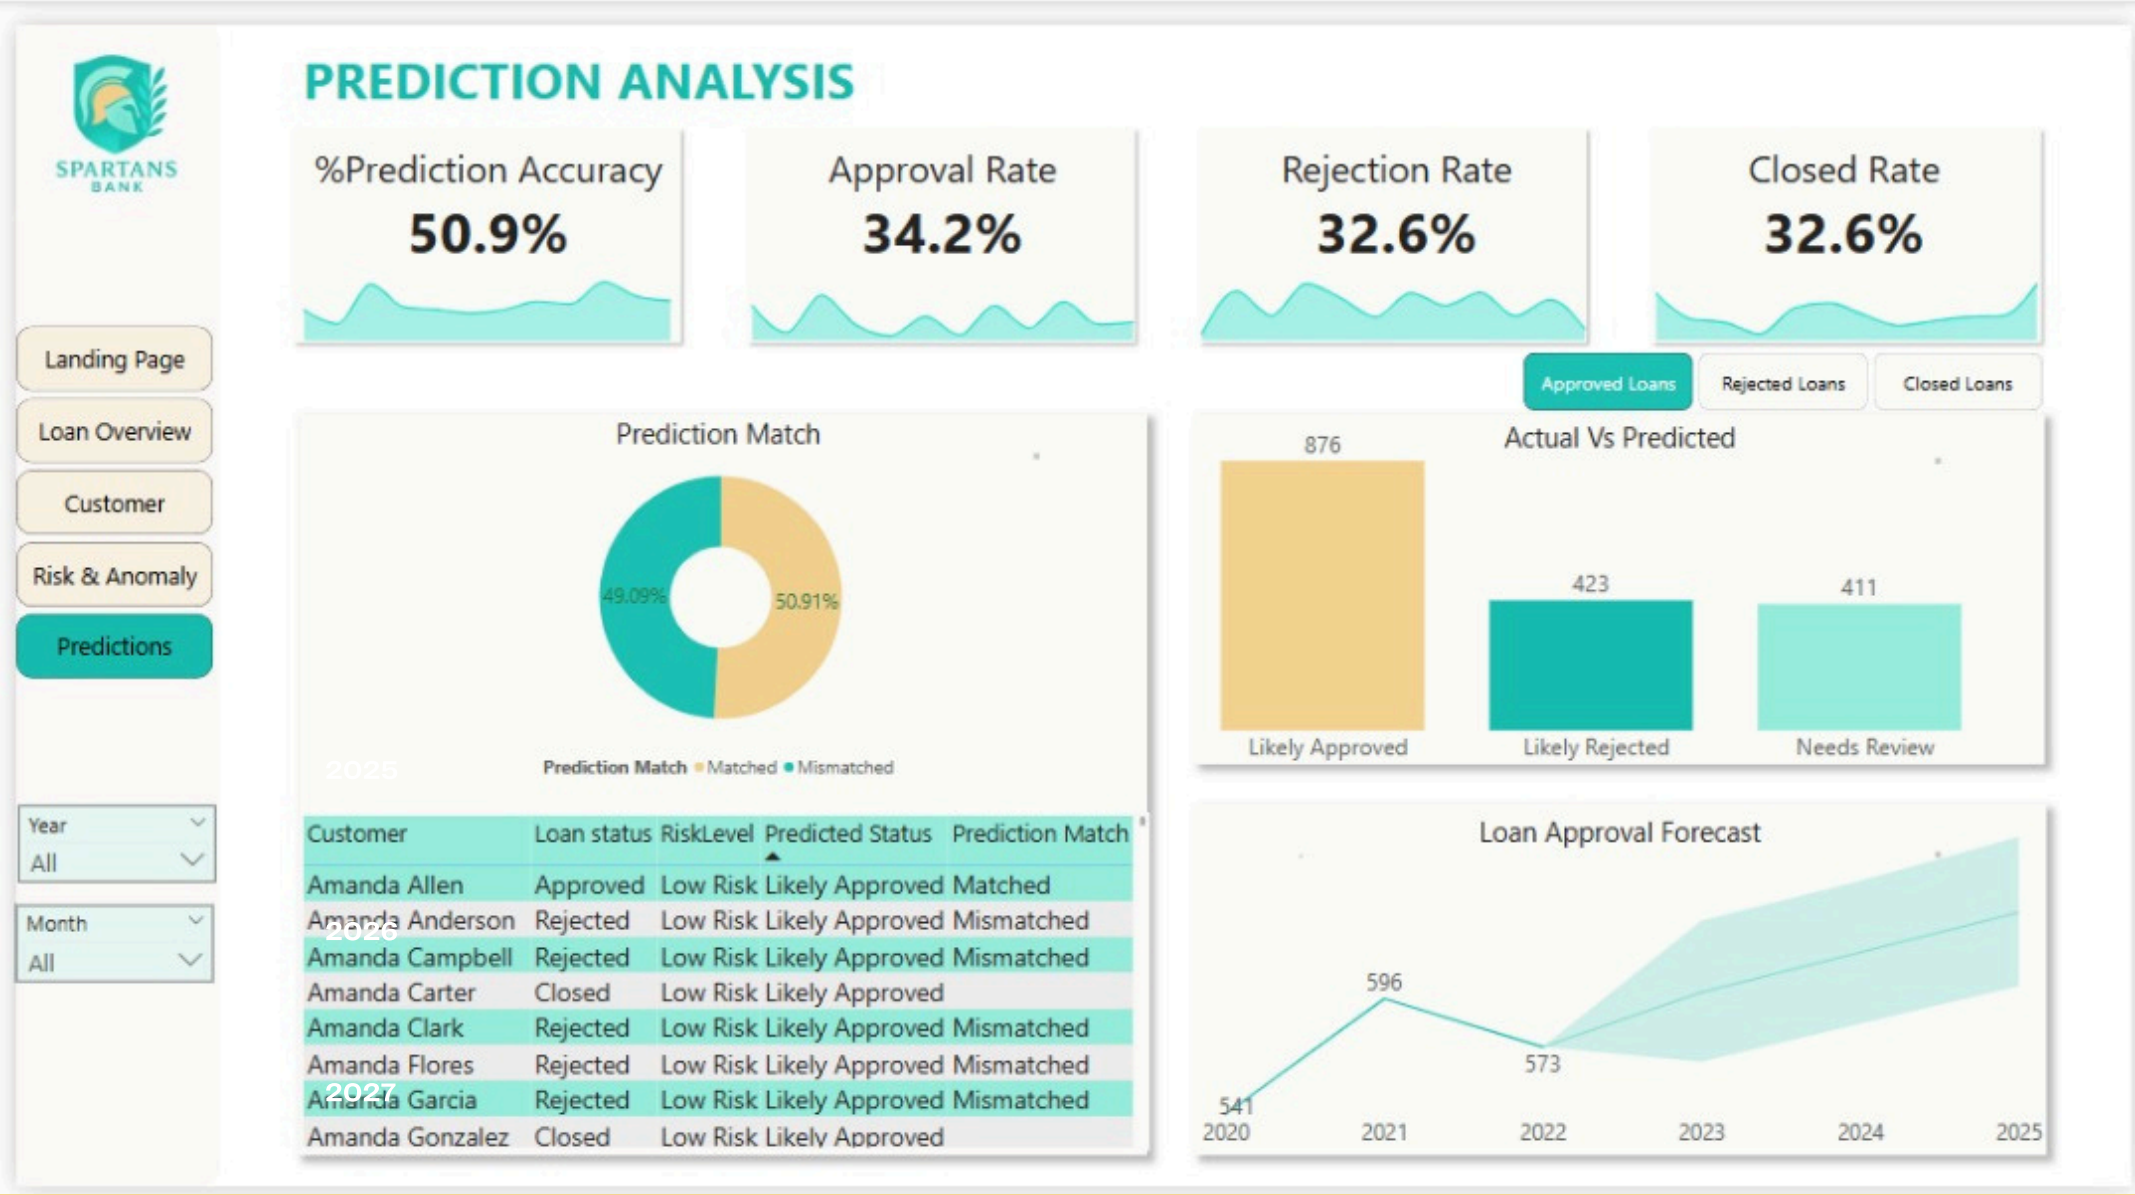 SPARTANS
BANK
Landing Page
Loan Overview
Customer
Risk & Anomaly
Predictions
Year
All
Month
All
PREDICTION ANALYSIS
%Prediction Accuracy
50.9%
Approval Rate
34.2%
Rejection Rate
32.6%
Closed Rate
32.6%
Approved Loans
Rejected Loans
Closed Loans
Prediction Match
49.09%
50.91%
Prediction Match Matched Mismatched
2025
Customer Loan status RiskLevel Predicted Status Prediction Match
Amanda Allen Approved Low Risk Likely Approved Matched
Amanda Anderson Rejected Low Risk Likely Approved Mismatched
2026
Amanda Campbell Rejected Low Risk Likely Approved Mismatched
Amanda Carter Closed Low Risk Likely Approved
Amanda Clark Rejected Low Risk Likely Approved Mismatched
Amanda Flores Rejected Low Risk Likely Approved Mismatched
2027
Amanda Garcia Rejected Low Risk Likely Approved Mismatched
Amanda Gonzalez Closed Low Risk Likely Approved
Actual Vs Predicted
876
423
411
Likely Approved Likely Rejected Needs Review
Loan Approval Forecast
596
573
541
2020 2021 2022 2023 2024 2025